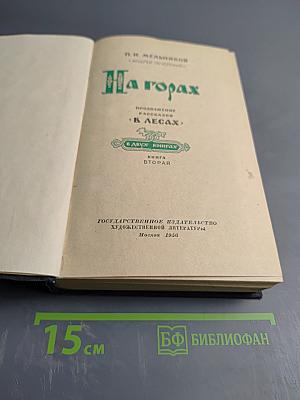 П. И. МЕЛЬНИКОВ
(АНДРЕЙ ПЕЧЕРСКИЙ)
На горах
ПРОДОЛЖЕНИЕ
РАССКАЗОВ
«В ЛЕСАХ»
В ДВУХ КНИГАХ
КНИГА
ВТОРАЯ
ГОСУДАРСТВЕННОЕ ИЗДАТЕЛЬСТВО
ХУДОЖЕСТВЕННОЙ ЛИТЕРАТУРЫ
Москва 1956
15 см
БФ БИБЛИОФАН